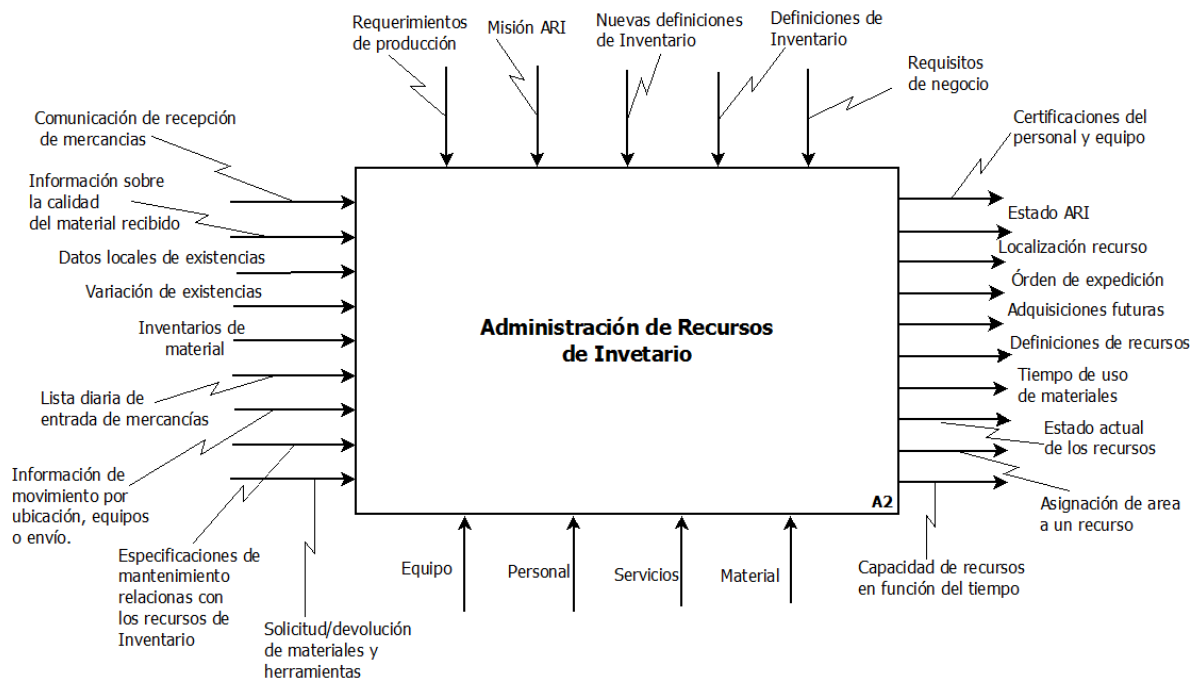 Requerimientos
de producción
Misión ARI
Nuevas definiciones
de Inventario
Definiciones de
Inventario
Requisitos
de negocio
Comunicación de recepción
de mercancias
Información sobre
la calidad
del material recibido
Datos locales de existencias
Variación de existencias
Inventarios de
material
Lista diaria de
entrada de mercancías
Información de
movimiento por
ubicación, equipos
o envío.
Especificaciones de
mantenimiento
relacionas con
los recursos de
Inventario
Solicitud/devolución
de materiales y
herramientas
Administración de Recursos
de Invetario
A2
Equipo
Personal
Servicios
Material
Certificaciones del
personal y equipo
Estado ARI
Localización recurso
Órden de expedición
Adquisiciones futuras
Definiciones de recursos
Tiempo de uso
de materiales
Estado actual
de los recursos
Asignación de area
a un recurso
Capacidad de recursos
en función del tiempo